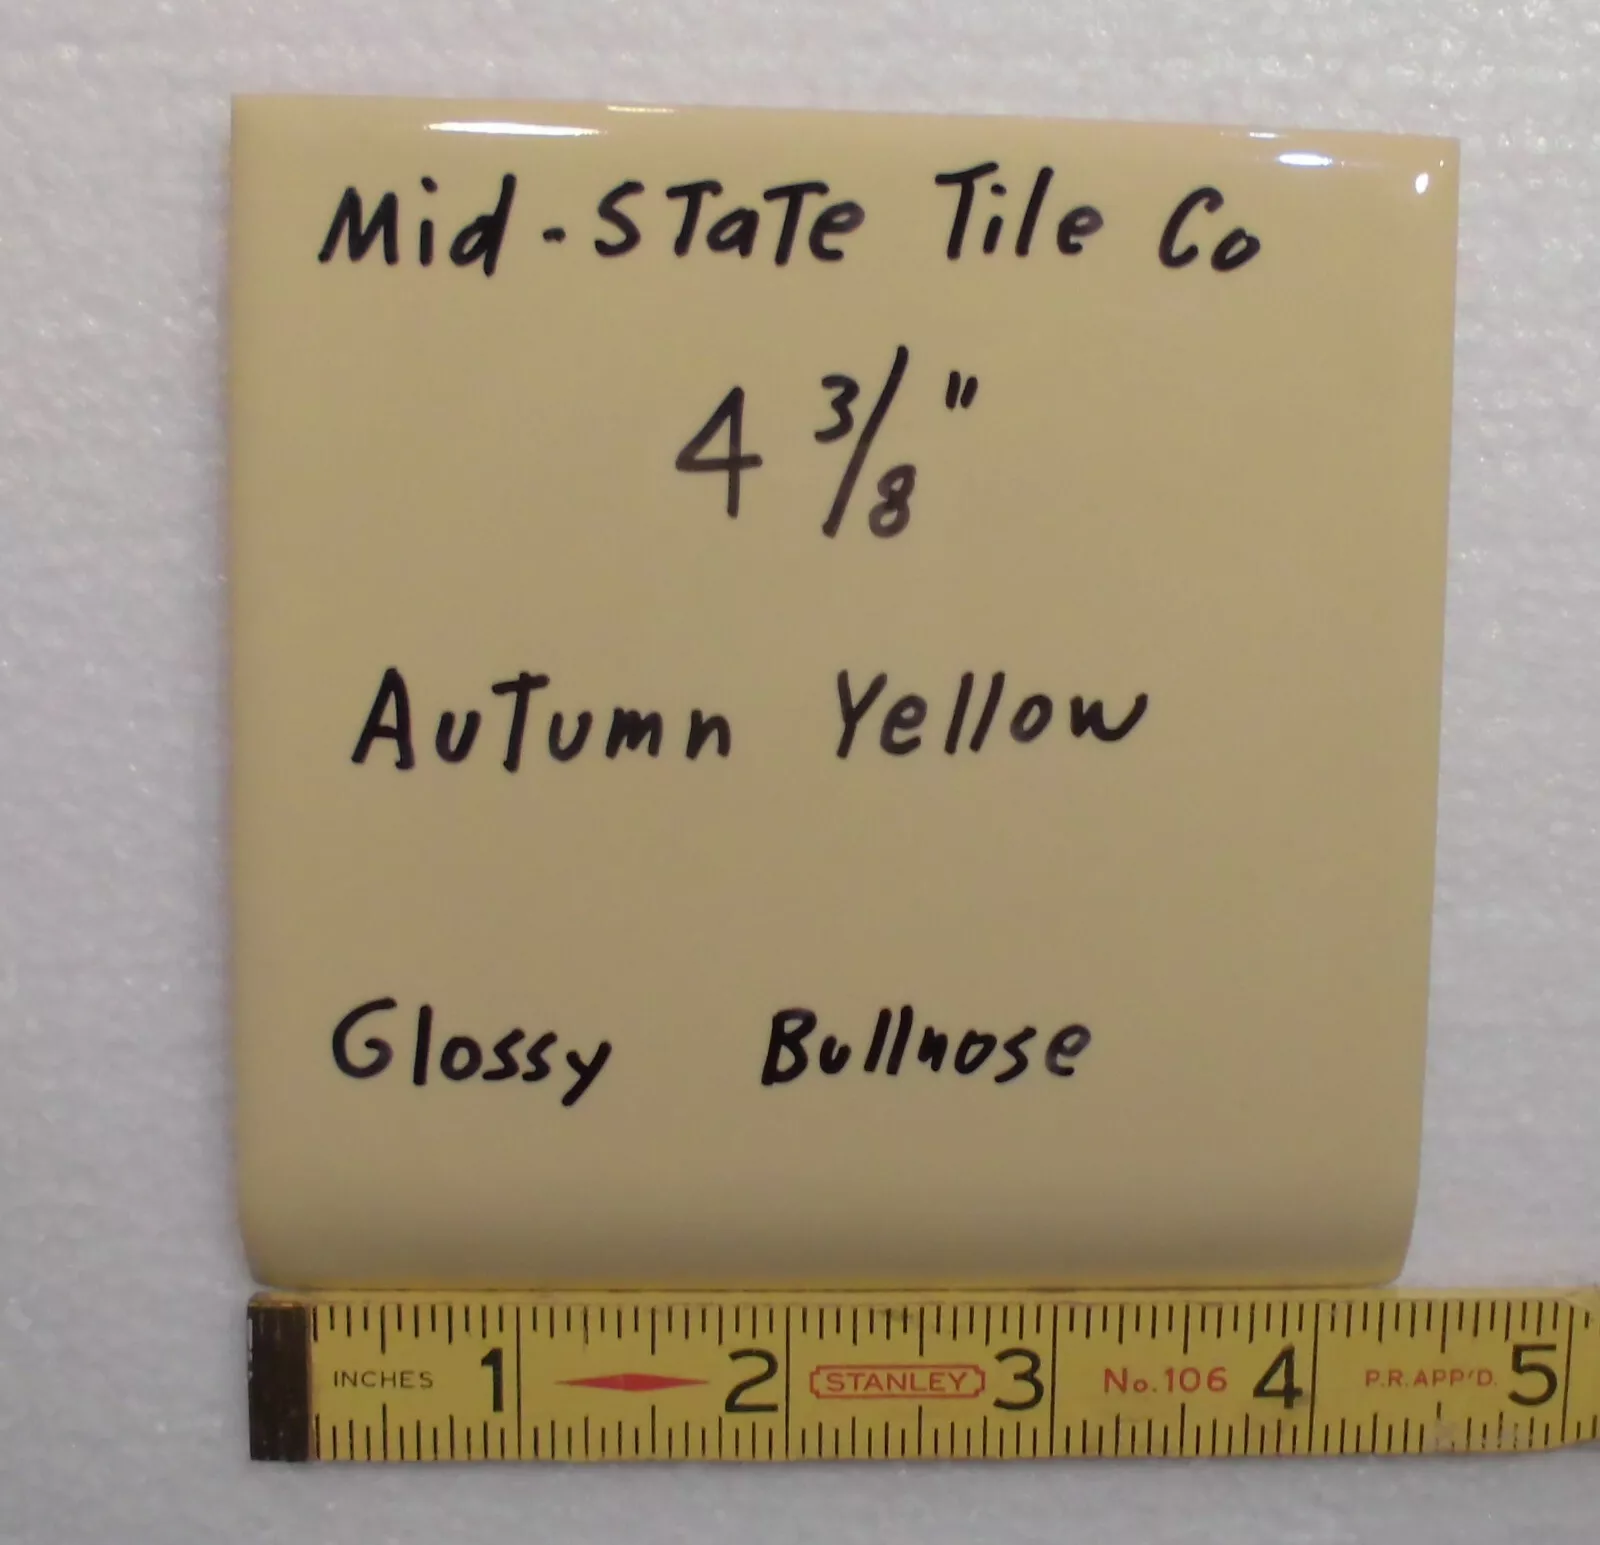 Mid-State Tile Co
4 3/8"
Autumn Yellow
Glossy Bullnose
INCHES 1 2 STANLEY 3 No.106 4 P.R.APP'D. 5